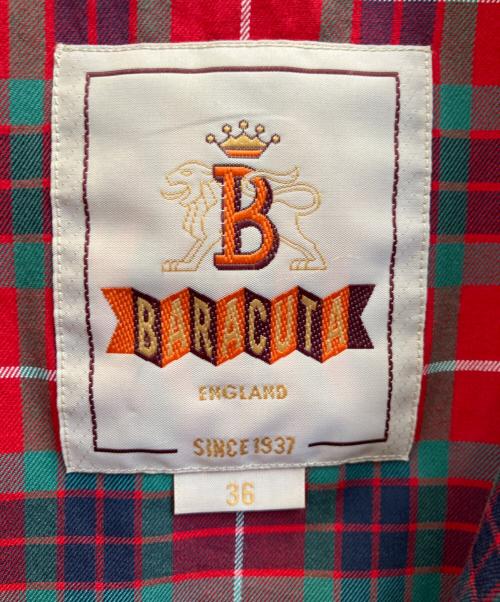 B
BARACUTA
ENGLAND
SINCE 1937
36